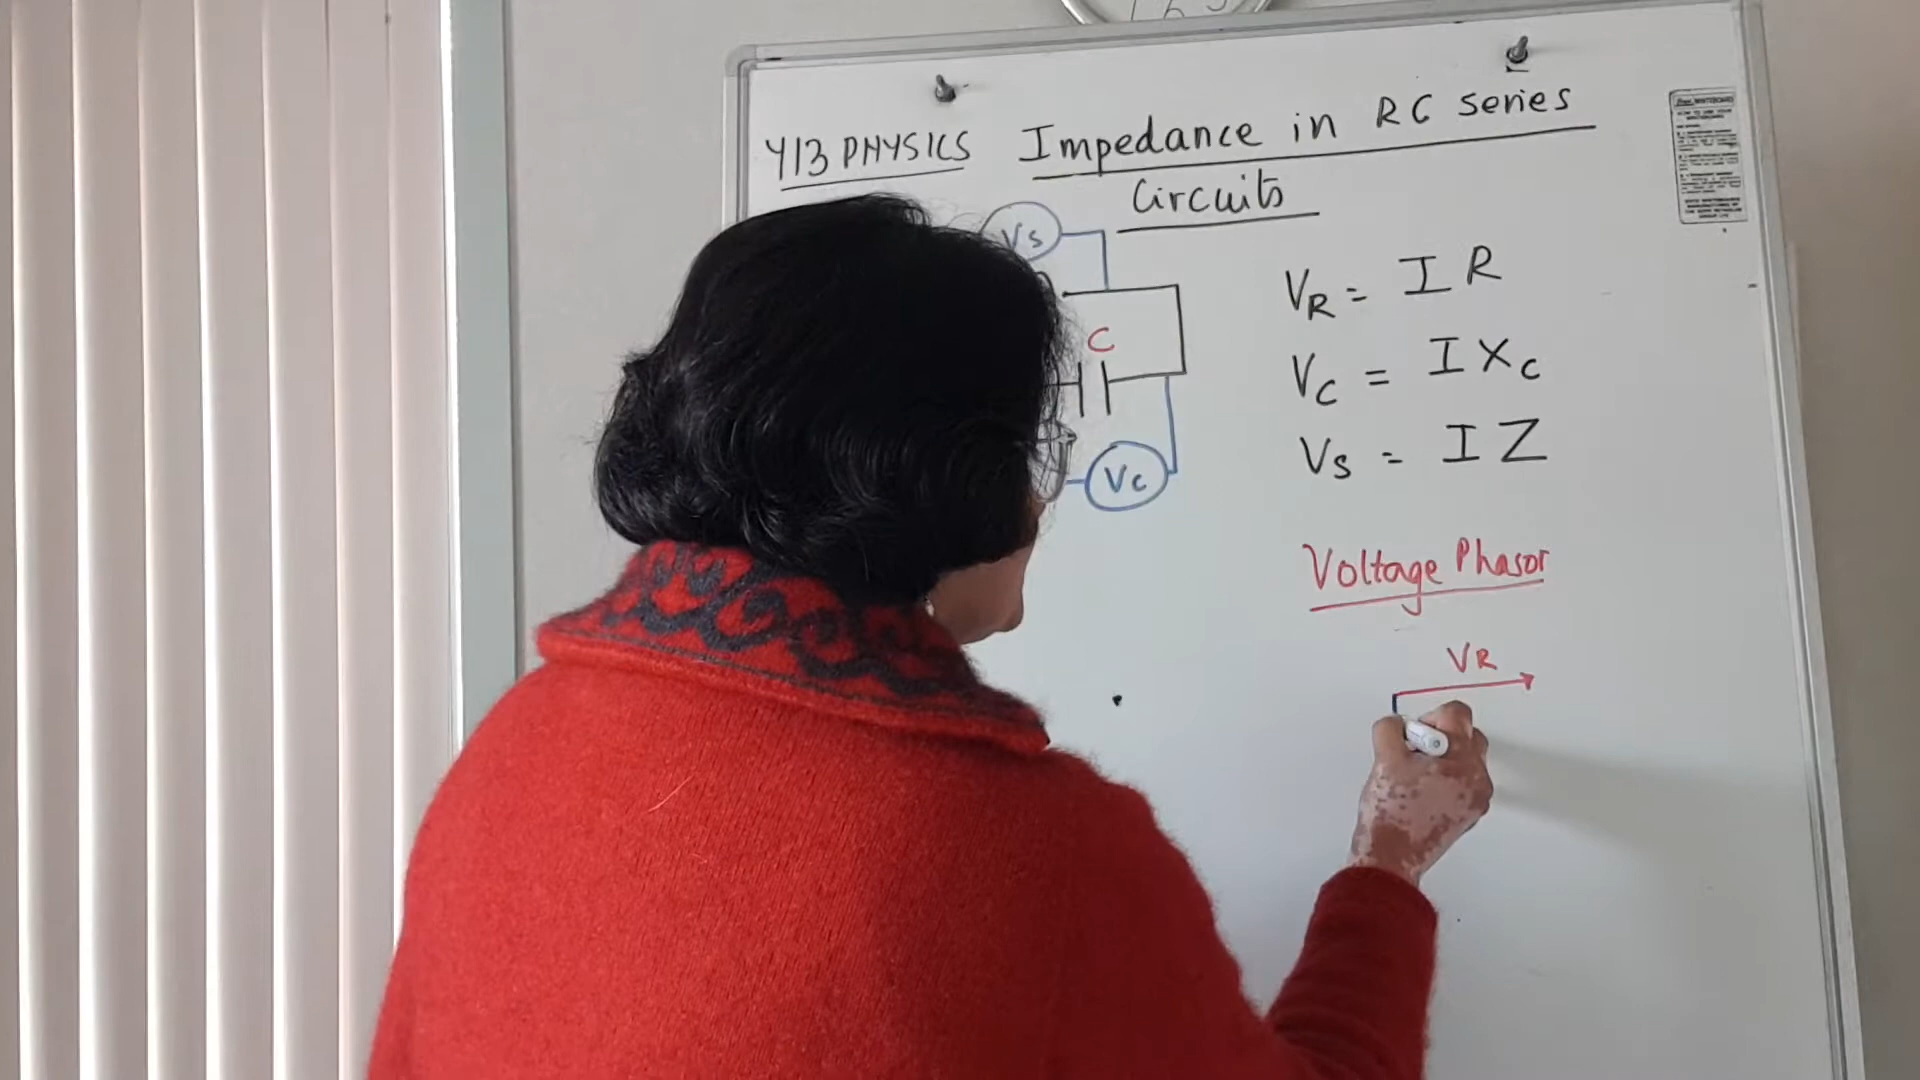 Y13 PHYSICS Impedance in RC series
Circuits
Vs
C
Vc
VR = IR
VC = IXC
VS = IZ
Voltage Phasor
VR